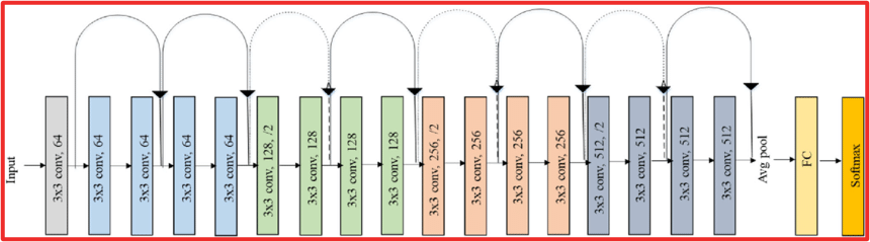 Input
3x3 conv, 64
3x3 conv, 64
3x3 conv, 64
3x3 conv, 64
3x3 conv, 64
3x3 conv, 128, /2
3x3 conv, 128
3x3 conv, 128
3x3 conv, 128
3x3 conv, 256, /2
3x3 conv, 256
3x3 conv, 256
3x3 conv, 256
3x3 conv, 512, /2
3x3 conv, 512
3x3 conv, 512
3x3 conv, 512
Avg pool
FC
Softmax